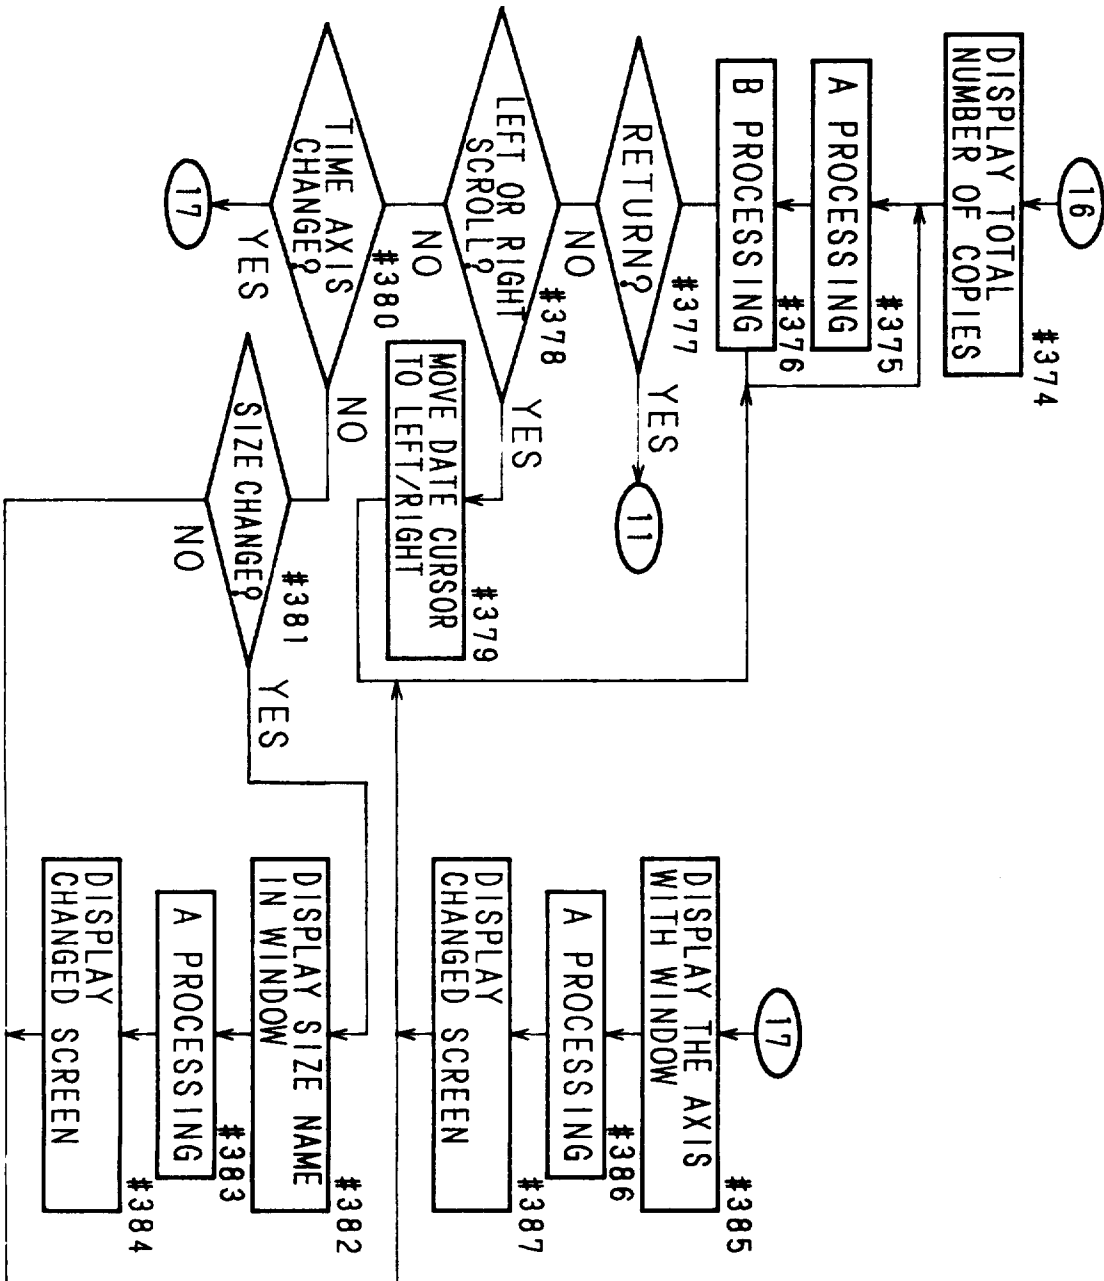 16
#374
DISPLAY TOTAL
NUMBER OF COPIES
#375
A PROCESSING
#376
B PROCESSING
#377
RETURN?
YES
11
NO
#378
LEFT OR RIGHT
SCROLL?
YES
#379
MOVE DATE CURSOR
TO LEFT/RIGHT
NO
#380
TIME AXIS
CHANGE?
NO
YES
17
#381
SIZE CHANGE?
YES
NO
#382
DISPLAY SIZE NAME
IN WINDOW
#383
A PROCESSING
#384
DISPLAY
CHANGED SCREEN
17
#385
DISPLAY THE AXIS
WITH WINDOW
#386
A PROCESSING
#387
DISPLAY
CHANGED SCREEN